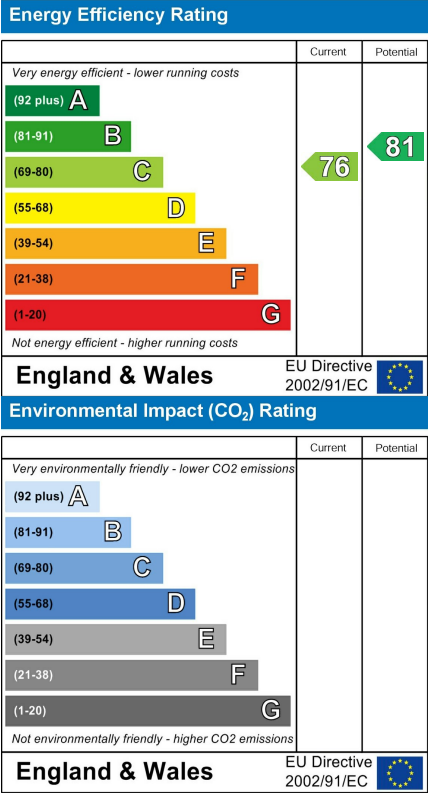 Energy Efficiency Rating
Current Potential
Very energy efficient - lower running costs
(92 plus) A
(81-91) B
81
(69-80) C
76
(55-68) D
(39-54) E
(21-38) F
(1-20) G
Not energy efficient - higher running costs
England & Wales
EU Directive
2002/91/EC
Environmental Impact (CO₂) Rating
Current Potential
Very environmentally friendly - lower CO2 emissions
(92 plus) A
(81-91) B
(69-80) C
(55-68) D
(39-54) E
(21-38) F
(1-20) G
Not environmentally friendly - higher CO2 emissions
England & Wales
EU Directive
2002/91/EC